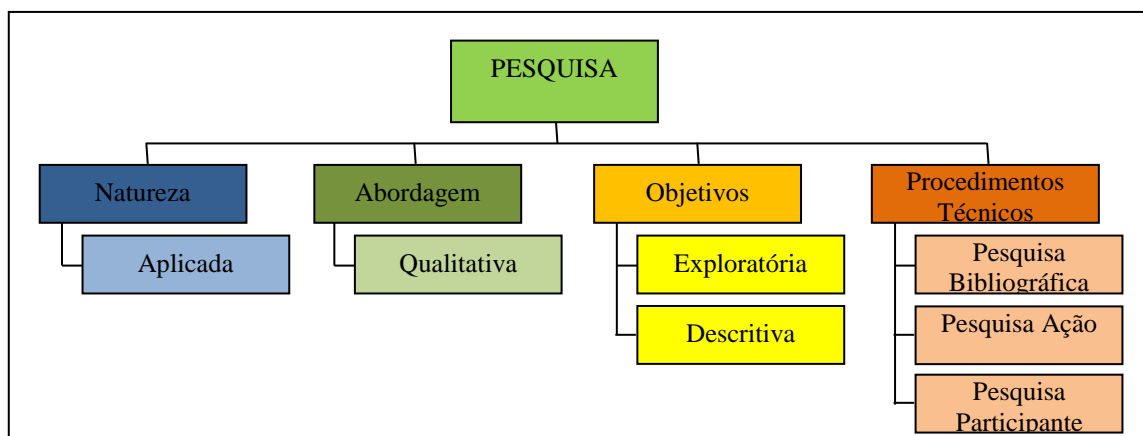 PESQUISA
Natureza
Aplicada
Abordagem
Qualitativa
Objetivos
Exploratória
Descritiva
Procedimentos
Técnicos
Pesquisa
Bibliográfica
Pesquisa Ação
Pesquisa
Participante